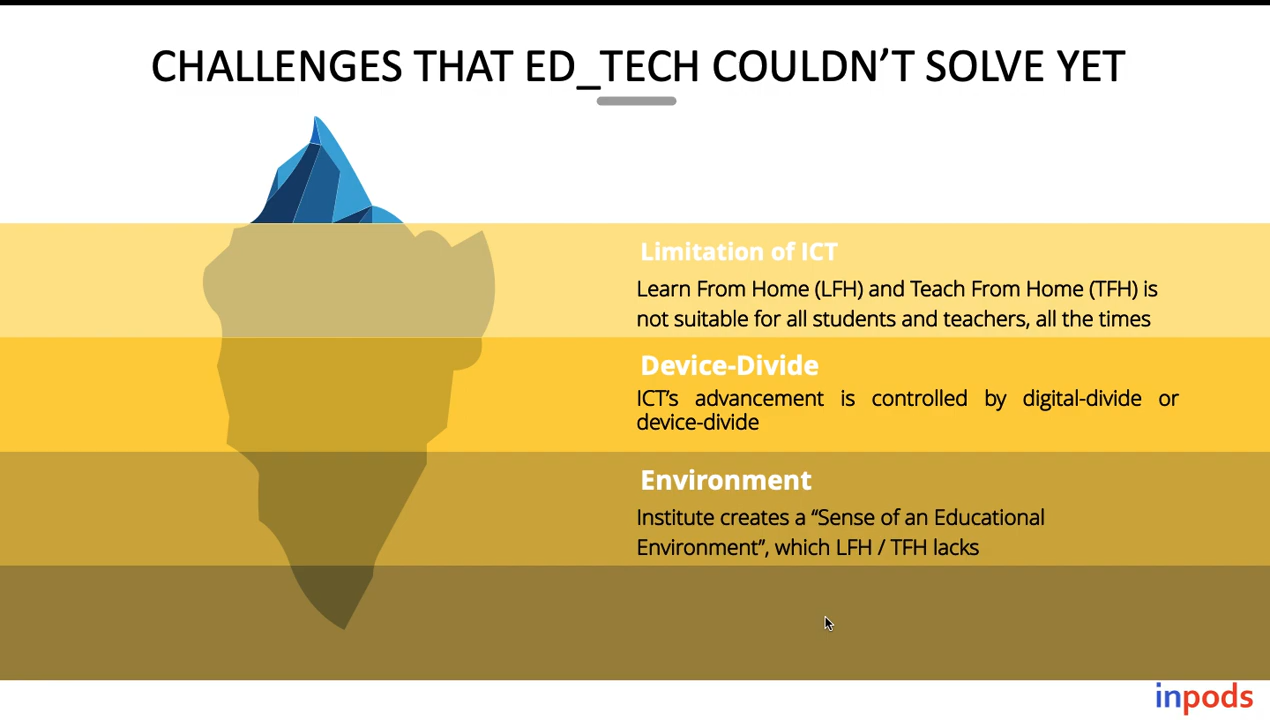 CHALLENGES THAT ED_TECH COULDN’T SOLVE YET
Limitation of ICT
Learn From Home (LFH) and Teach From Home (TFH) is
not suitable for all students and teachers, all the times
Device-Divide
ICT’s advancement is controlled by digital-divide or
device-divide
Environment
Institute creates a “Sense of an Educational
Environment”, which LFH / TFH lacks
inpods